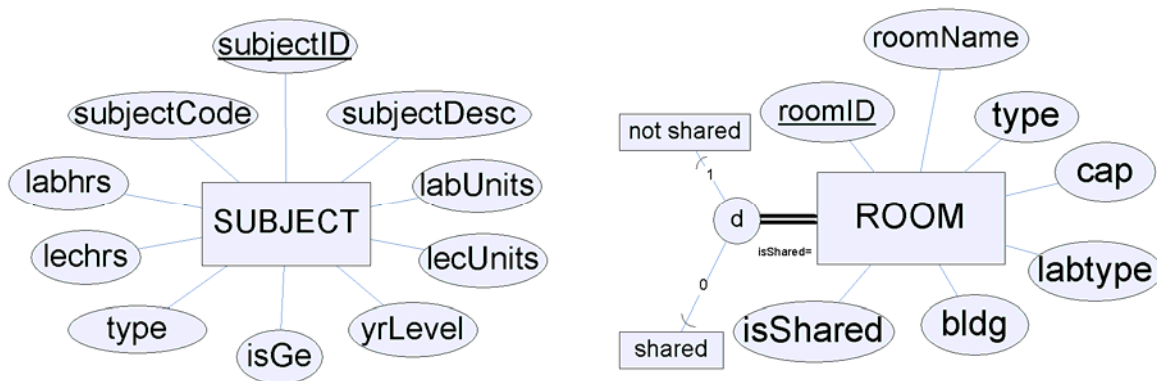 subjectID
subjectCode
subjectDesc
labhrs
labUnits
SUBJECT
lechrs
lecUnits
type
isGe
yrLevel
roomName
roomID
type
not shared
cap
1
d
ROOM
isShared=
labtype
0
isShared
bldg
shared